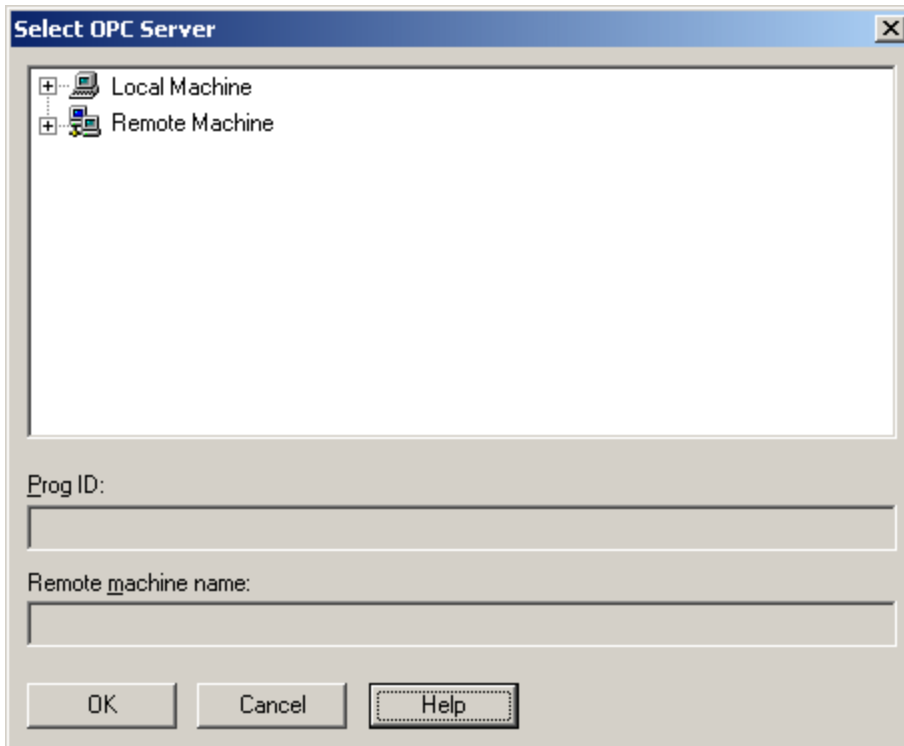 Select OPC Server
Local Machine
Remote Machine
Prog ID:
Remote machine name:
OK Cancel Help